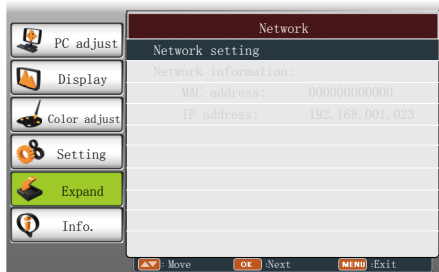 Network
PC adjust
Display
Color adjust
Setting
Expand
Info.
Network setting
Network information:
MAC address: 000000000000
IP address: 192.168.001.023
: Move
OK :Next
MENU :Exit